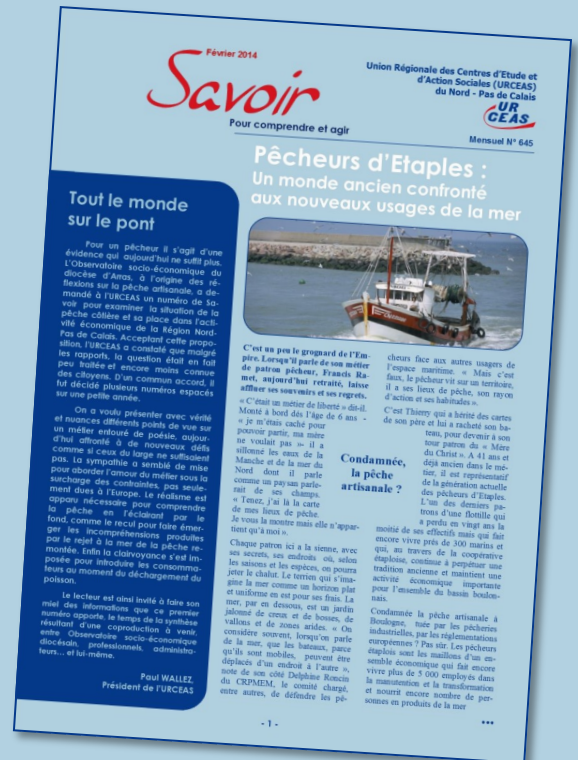 Février 2014
Savoir
Pour comprendre et agir
Union Régionale des Centres d'Etude et
d'Action Sociales (URCEAS)
du Nord - Pas de Calais
UR
CEAS
Mensuel N° 645
Pêcheurs d'Etaples :
Un monde ancien confronté
aux nouveaux usages de la mer
Tout le monde
sur le pont
Pour un pêcheur il s'agit d'une
évidence qui aujourd'hui ne suffit plus.
L'Observatoire socio-économique du
diocèse d'Arras, à l'origine des ré-
flexions sur la pêche artisanale, a de-
mandé à l'URCEAS un numéro de Sa-
voir pour examiner la situation de la
pêche côtière et sa place dans l'acti-
vité économique de la Région Nord-
Pas de Calais. Acceptant cette propo-
sition, l'URCEAS a constaté que malgré
les rapports, la question était en fait
peu traitée et encore moins connue
des citoyens. D'un commun accord, il
fut décidé plusieurs numéros espacés
sur une petite année.
On a voulu présenter avec vérité
et nuances différents points de vue sur
un métier entouré de poésie, aujour-
d'hui affronté à de nouveaux défis
comme si ceux du large ne suffisaient
pas. La sympathie a semblé de mise
pour aborder l'amour du métier sous la
surcharge des contraintes, pas seule-
ment dues à l'Europe. Le réalisme est
apparu nécessaire pour comprendre
la pêche en l'éclairant par le
fond, comme le recul pour faire émer-
ger les incompréhensions produites
par le rejet à la mer de la pêche re-
montée. Enfin la clairvoyance s'est im-
posée pour introduire les consomma-
teurs au moment du déchargement du
poisson.
Le lecteur est ainsi invité à faire son
miel des informations que ce premier
numéro apporte, le temps de la synthèse
résultant d'une coproduction à venir,
entre Observatoire socio-économique
diocésain, professionnels, administra-
teurs... et lui-même.
Paul WALLEZ,
Président de l'URCEAS
C'est un peu le grognard de l'Em-
pire. Lorsqu'il parle de son métier
de patron pêcheur, Francis Ra-
met, aujourd'hui retraité, laisse
affluer ses souvenirs et ses regrets.
« C'était un métier de liberté » dit-il.
Monté à bord dès l'âge de 6 ans -
« je m'étais caché pour
pouvoir partir, ma mère
ne voulait pas »- il a
sillonné les eaux de la
Manche et de la mer du
Nord dont il parle
comme un paysan parle-
rait de ses champs.
« Tenez, j'ai là la carte
de mes lieux de pêche.
Je vous la montre mais elle n'appar-
tient qu'à moi ».
Chaque patron ici a la sienne, avec
ses secrets, ses endroits où, selon
les saisons et les espèces, on pourra
jeter le chalut. Le terrien qui s'ima-
gine la mer comme un horizon plat
et uniforme en est pour ses frais. La
mer, par en dessous, est un jardin
jalonné de creux et de bosses, de
vallons et de zones arides. « On
considère souvent, lorsqu'on parle
de la mer, que les bateaux, parce
qu'ils sont mobiles, peuvent être
déplacés d'un endroit à l'autre »,
note de son côté Delphine Roncin
du CRPMEM, le comité chargé,
entre autres, de défendre les pê-
cheurs face aux autres usagers de
l'espace maritime. « Mais c'est
faux, le pêcheur vit sur un territoire,
il a ses lieux de pêche, son rayon
d'action et ses habitudes ».
C'est Thierry qui a hérité des cartes
de son père et lui a racheté son ba-
teau, pour devenir à son
tour patron du « Mère
du Christ ». A 41 ans et
déjà ancien dans le mé-
tier, il est représentatif
de la génération actuelle
des pêcheurs d'Etaples.
L'un des derniers pa-
trons d'une flottille qui
a perdu en vingt ans la
moitié de ses effectifs mais qui fait
encore vivre près de 300 marins et
qui, au travers de la coopérative
étaploise, continue à perpétuer une
tradition ancienne et maintient une
activité économique importante
pour l'ensemble du bassin boulon-
nais.
Condamnée,
la pêche
artisanale ?
Condamnée la pêche artisanale à
Boulogne, tuée par les pêcheries
industrielles, par les réglementations
européennes ? Pas sûr. Les pêcheurs
étaplois sont les maillons d'un en-
semble économique qui fait encore
vivre plus de 5 000 employés dans
la manutention et la transformation
et nourrit encore nombre de per-
sonnes en produits de la mer
•••
- 1 -